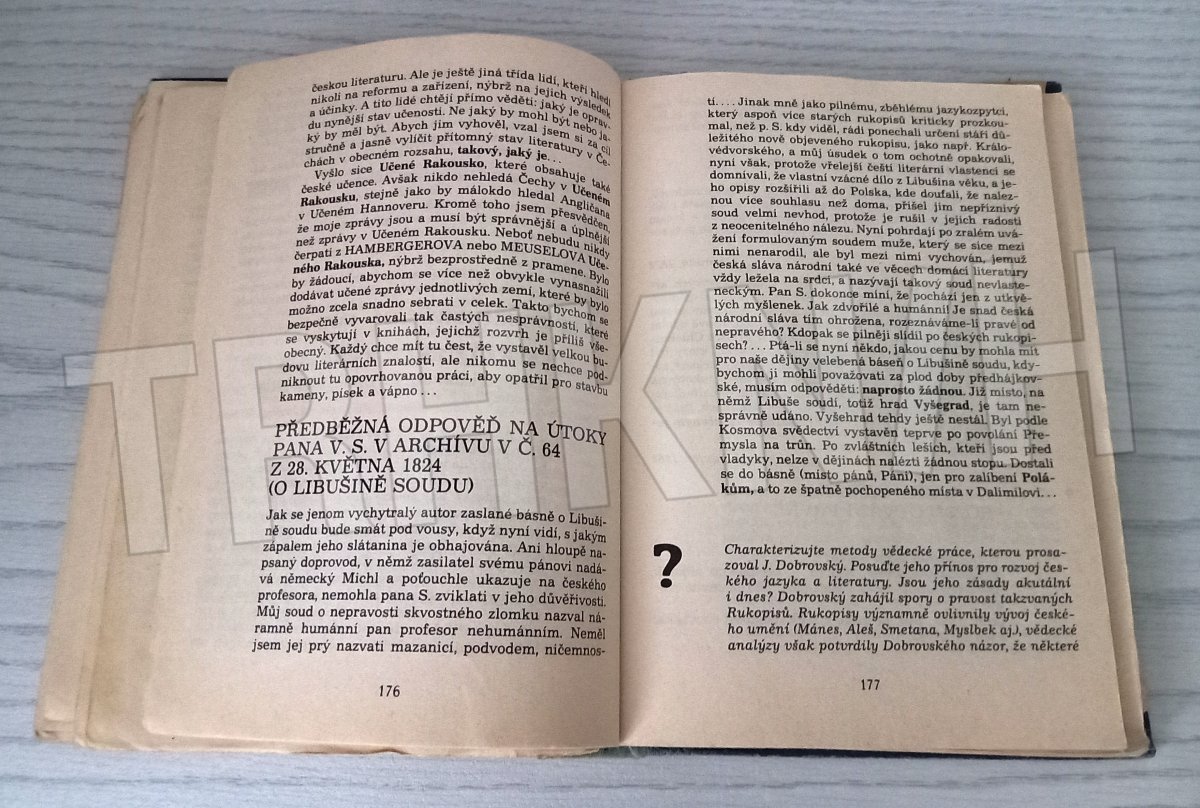 českou literaturu. Ale je ještě jiná třída lidí, kteří hledí
nikoli na reformu a zařízení, nýbrž na jejich výsledek
a účinky. A tito lidé chtějí přímo věděti: jaký je oprav-
du nynější stav učenosti. Ne jaký by mohl být nebo ja-
ký by měl být. Abych jim vyhověl, vzal jsem si za cíl
stručně a jasně vylíčit přítomný stav literatury v Če-
chách v obecném rozsahu, takový, jaký je...
Vyšlo sice Učené Rakousko, které obsahuje také
české učence. Avšak nikdo nehledá Čechy v Učeném
Rakousku, stejně jako by málokdo hledal Angličana
v Učeném Hannoveru. Kromě toho jsem přesvědčen,
že moje zprávy jsou a musí být správnější a úplnější
než zprávy v Učeném Rakousku. Neboť nebudu nikdy
čerpati z HAMBERGEROVA nebo MEUSELOVA Uče-
ného Rakouska, nýbrž bezprostředně z pramene. Bylo
by žádoucí, abychom se více než obvykle vynasnažili
dodávat učené zprávy jednotlivých zemí, které by bylo
možno zcela snadno sebrati v celek. Takto bychom se
bezpečně vyvarovali tak častých nesprávností, které
se vyskytují v knihách, jejichž rozvrh je příliš vše-
obecný. Každý chce mít tu čest, že vystavěl velkou bu-
dovu literárních znalostí, ale nikomu se nechce pod-
niknout tu opovrhovanou práci, aby opatřil pro stavbu
kameny, písek a vápno...
PŘEDBĚŽNÁ ODPOVĚĎ NA ÚTOKY
PANA V. S. V ARCHÍVU V Č. 64
Z 28. KVĚTNA 1824
(O LIBUŠINĚ SOUDU)
Jak se jenom vychytralý autor zaslané básně o Libuši-
ně soudu bude smát pod vousy, když nyní vidí, s jakým
zápalem jeho slátanina je obhajována. Ani hloupě na-
psaný doprovod, v němž zasilatel svému pánovi nadá-
vá německý Michl a poťouchle ukazuje na českého
profesora, nemohla pana S. zviklati v jeho důvěřivosti.
Můj soud o nepravosti skvostného zlomku nazval ná-
ramně humánní pan profesor nehumánním. Neměl
jsem jej prý nazvati mazanicí, podvodem, ničemnos-
176
tí.... Jinak mně jako pilnému, zběhlému jazykozpytci,
který aspoň více starých rukopisů kriticky prozkou-
mal, než p. S. kdy viděl, rádi ponechali určení stáří dů-
ležitého nově objeveného rukopisu, jako např. Králo-
védvorského, a můj úsudek o tom ochotně opakovali,
nyní však, protože vřelejší čeští literární vlastenci se
domnívali, že vlastní vzácné dílo z Libušina věku, a je-
ho opisy rozšířili až do Polska, kde doufali, že nalez-
nou více souhlasu než doma, přišel jim nepříznivý
soud velmi nevhod, protože je rušil v jejich radosti
z neocenitelného nálezu. Nyní pohrdají po zralém uvá-
žení formulovaným soudem muže, který se sice mezi
nimi nenarodil, ale byl mezi nimi vychován, jemuž
česká sláva národní také ve věcech domácí literatury
vždy ležela na srdci, a nazývají takový soud nevlaste-
neckým. Pan S. dokonce míní, že pochází jen z utkvě-
lých myšlenek. Jak zdvořilé a humánní! Je snad česká
národní sláva tím ohrožena, rozeznáváme-li pravé od
nepravého? Kdopak se pilněji slídil po českých rukopi-
sech? ... Ptá-li se nyní někdo, jakou cenu by mohla mít
pro naše dějiny velebená báseň o Libušině soudu, kdy-
bychom ji mohli považovati za plod doby předhájkov-
ské, musím odpověděti: naprosto žádnou. Již místo, na
němž Libuše soudí, totiž hrad Vyšegrad, je tam ne-
správně udáno. Vyšehrad tehdy ještě nestál. Byl podle
Kosmova svědectví vystavěn teprve po povolání Pře-
mysla na trůn. Po zvláštních leších, kteří jsou před
vladyky, nelze v dějinách nalézti žádnou stopu. Dostali
se do básně (místo pánů, Páni), jen pro zalíbení Polá-
kům, a to ze špatně pochopeného místa v Dalimilovi...
?
Charakterizujte metody vědecké práce, kterou prosa-
zoval J. Dobrovský. Posuďte jeho přínos pro rozvoj čes-
kého jazyka a literatury. Jsou jeho zásady akutální
i dnes? Dobrovský zahájil spory o pravost takzvaných
Rukopisů. Rukopisy významně ovlivnily vývoj české-
ho umění (Mánes, Aleš, Smetana, Myslbek aj.), vědecké
analýzy však potvrdily Dobrovského názor, že některé
177